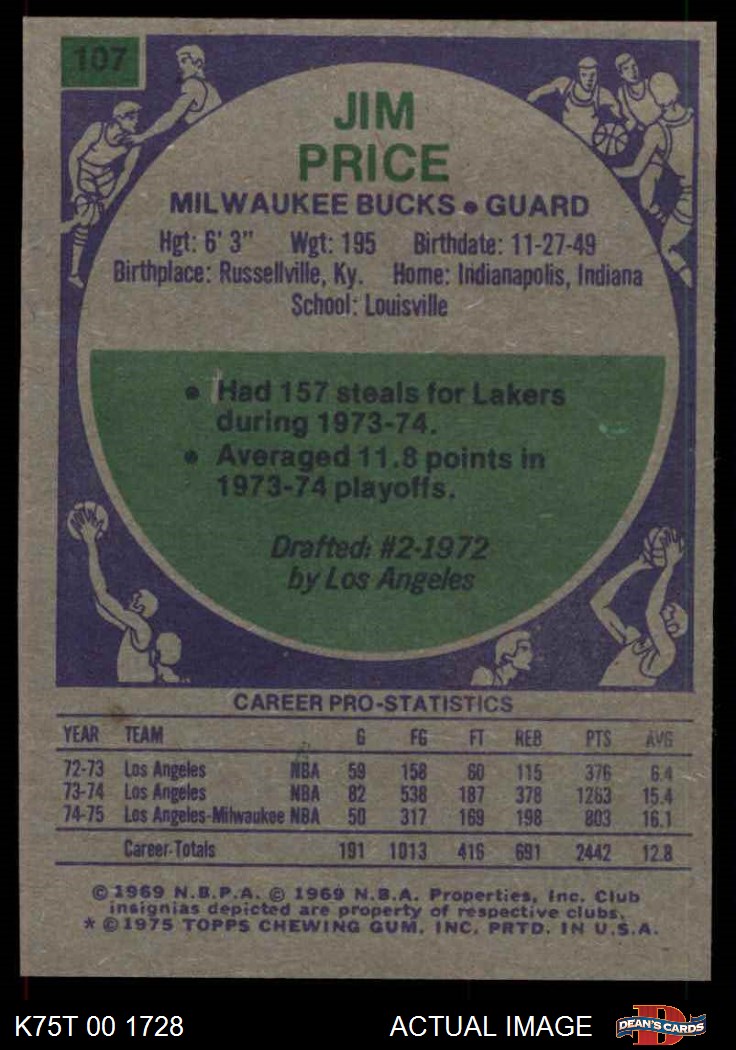 107
JIM
PRICE
MILWAUKEE BUCKS • GUARD
Hgt: 6' 3" Wgt: 195 Birthdate: 11-27-49
Birthplace: Russellville, Ky. Home: Indianapolis, Indiana
School: Louisville
• Had 157 steals for Lakers
during 1973-74.
• Averaged 11.8 points in
1973-74 playoffs.
Drafted: #2-1972
by Los Angeles
CAREER PRO-STATISTICS
YEAR TEAM G FG FT REB PTS AVG
72-73 Los Angeles NBA 59 158 60 115 376 6.4
73-74 Los Angeles NBA 82 538 187 378 1263 15.4
74-75 Los Angeles-Milwaukee NBA 50 317 169 198 803 16.1
Career-Totals 191 1013 416 691 2442 12.8
© 1969 N.B.P.A. © 1969 N.B.A. Properties, Inc. Club
insignias depicted are property of respective clubs.
* © 1975 TOPPS CHEWING GUM, INC. PRTD. IN U.S.A.
K75T 00 1728 ACTUAL IMAGE
D
DEAN'S CARDS